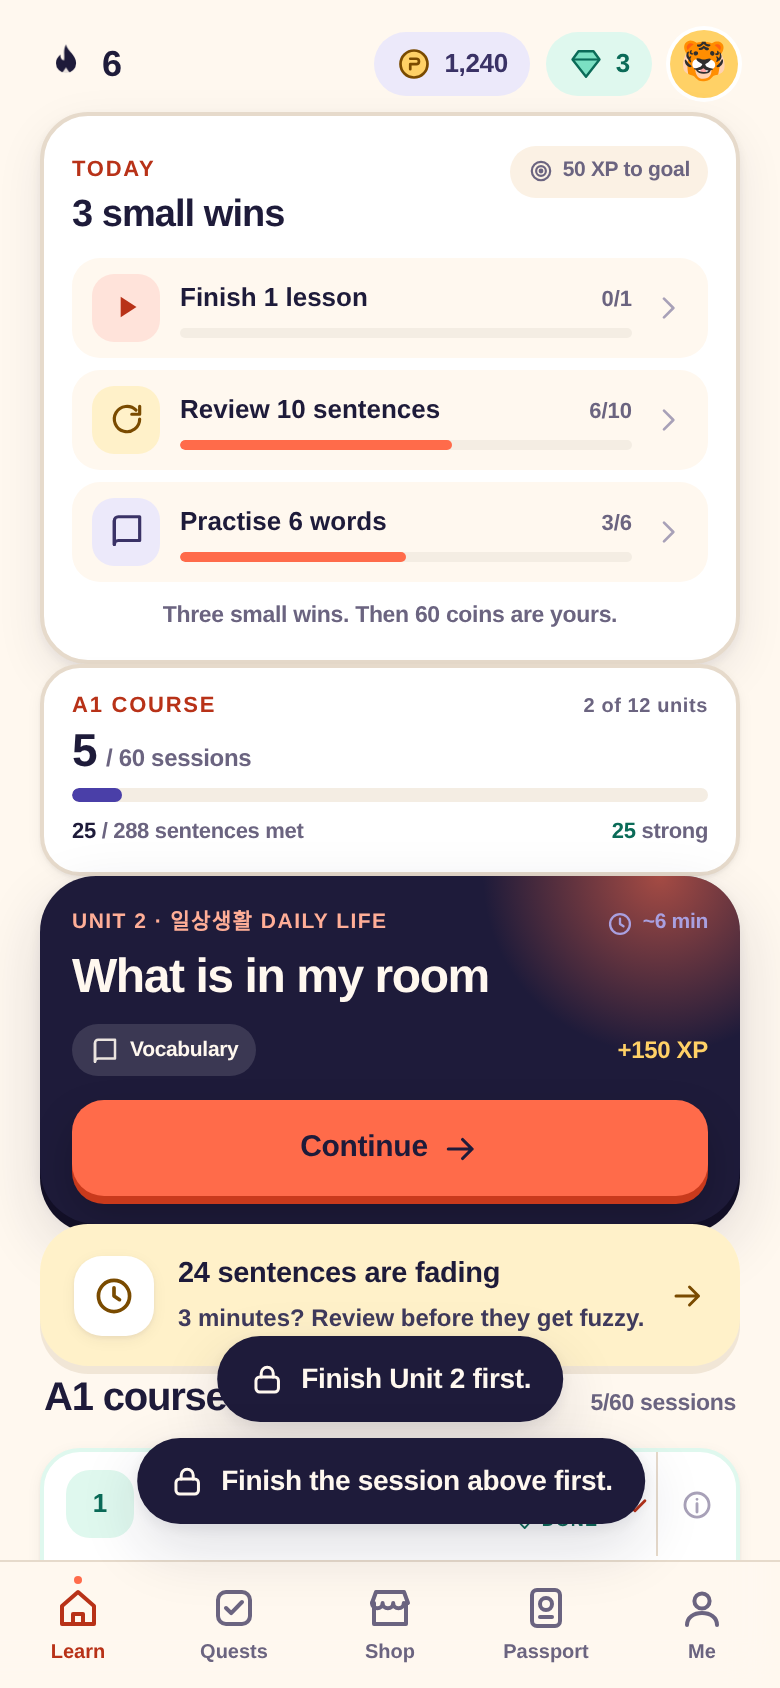 6
1,240
3
TODAY
50 XP to goal
3 small wins
Finish 1 lesson
0/1
Review 10 sentences
6/10
Practise 6 words
3/6
Three small wins. Then 60 coins are yours.
A1 COURSE
2 of 12 units
5 / 60 sessions
25 / 288 sentences met
25 strong
UNIT 2 · 일상생활 DAILY LIFE
~6 min
What is in my room
Vocabulary
+150 XP
Continue
24 sentences are fading
3 minutes? Review before they get fuzzy.
Finish Unit 2 first.
A1 course
5/60 sessions
Finish the session above first.
1
Learn
Quests
Shop
Passport
Me